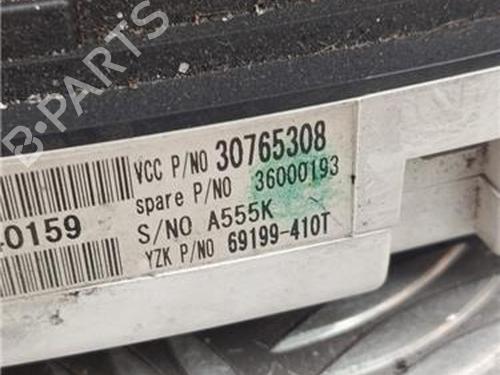 B-PARTS
VCC P/NO 30765308
spare P/NO 36000193
S/NO A555K
YZK P/NO 69199-410T
0159